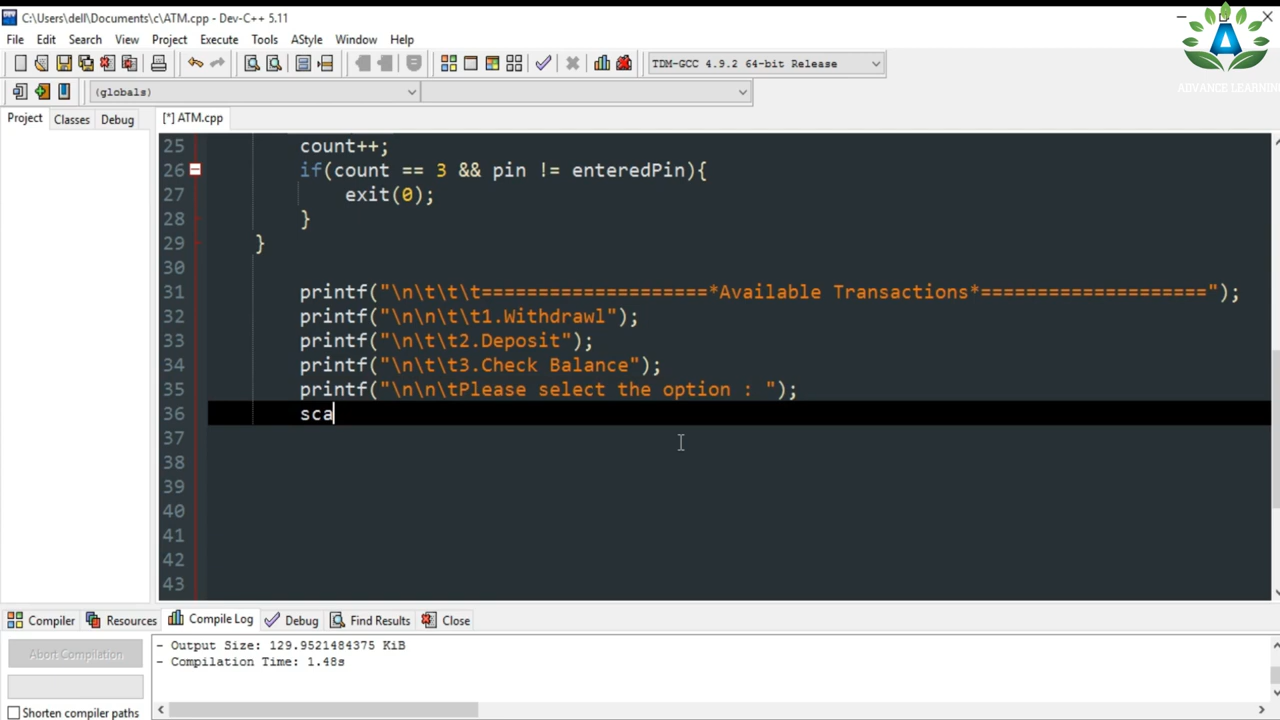 C:\Users\dell\Documents\c\ATM.cpp - Dev-C++ 5.11
File Edit Search View Project Execute Tools AStyle Window Help
TDM-GCC 4.9.2 64-bit Release
ADVANCE LEARNIN
(globals)
Project Classes Debug [*] ATM.cpp
25 count++;
26 if(count == 3 && pin != enteredPin){
27 exit(0);
28 }
29 }
30
31 printf("\n\t\t\t====================*Available Transactions*====================");
32 printf("\n\n\t\t1.Withdrawl");
33 printf("\n\t\t2.Deposit");
34 printf("\n\t\t3.Check Balance");
35 printf("\n\n\tPlease select the option : ");
36 sca
37
38
39
40
41
42
43
Compiler Resources Compile Log Debug Find Results Close
Abort Compilation
- Output Size: 129.9521484375 KiB
- Compilation Time: 1.48s
Shorten compiler paths